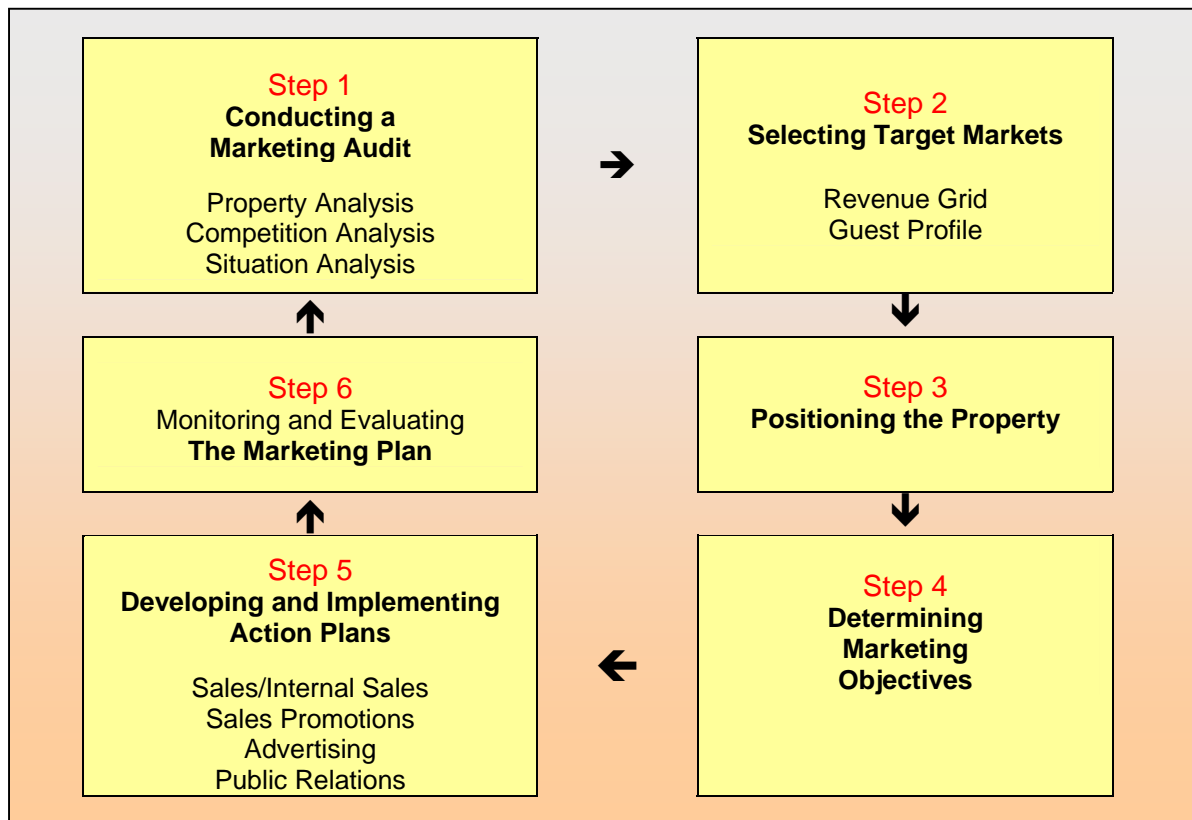 Step 1
Conducting a
Marketing Audit
Property Analysis
Competition Analysis
Situation Analysis
Step 2
Selecting Target Markets
Revenue Grid
Guest Profile
Step 3
Positioning the Property
Step 4
Determining
Marketing
Objectives
Step 5
Developing and Implementing
Action Plans
Sales/Internal Sales
Sales Promotions
Advertising
Public Relations
Step 6
Monitoring and Evaluating
The Marketing Plan